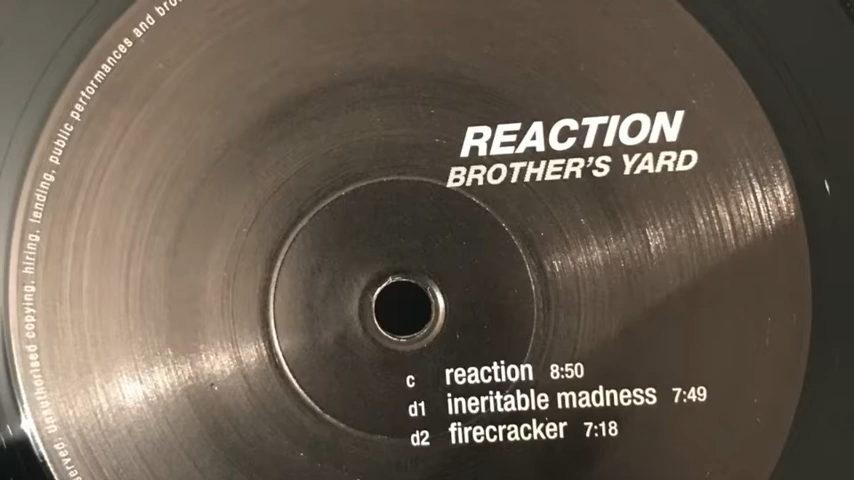 REACTION
BROTHER'S YARD
c reaction 8:50
d1 ineritable madness 7:49
d2 firecracker 7:18
unauthorised copying, hiring, lending, public performances and